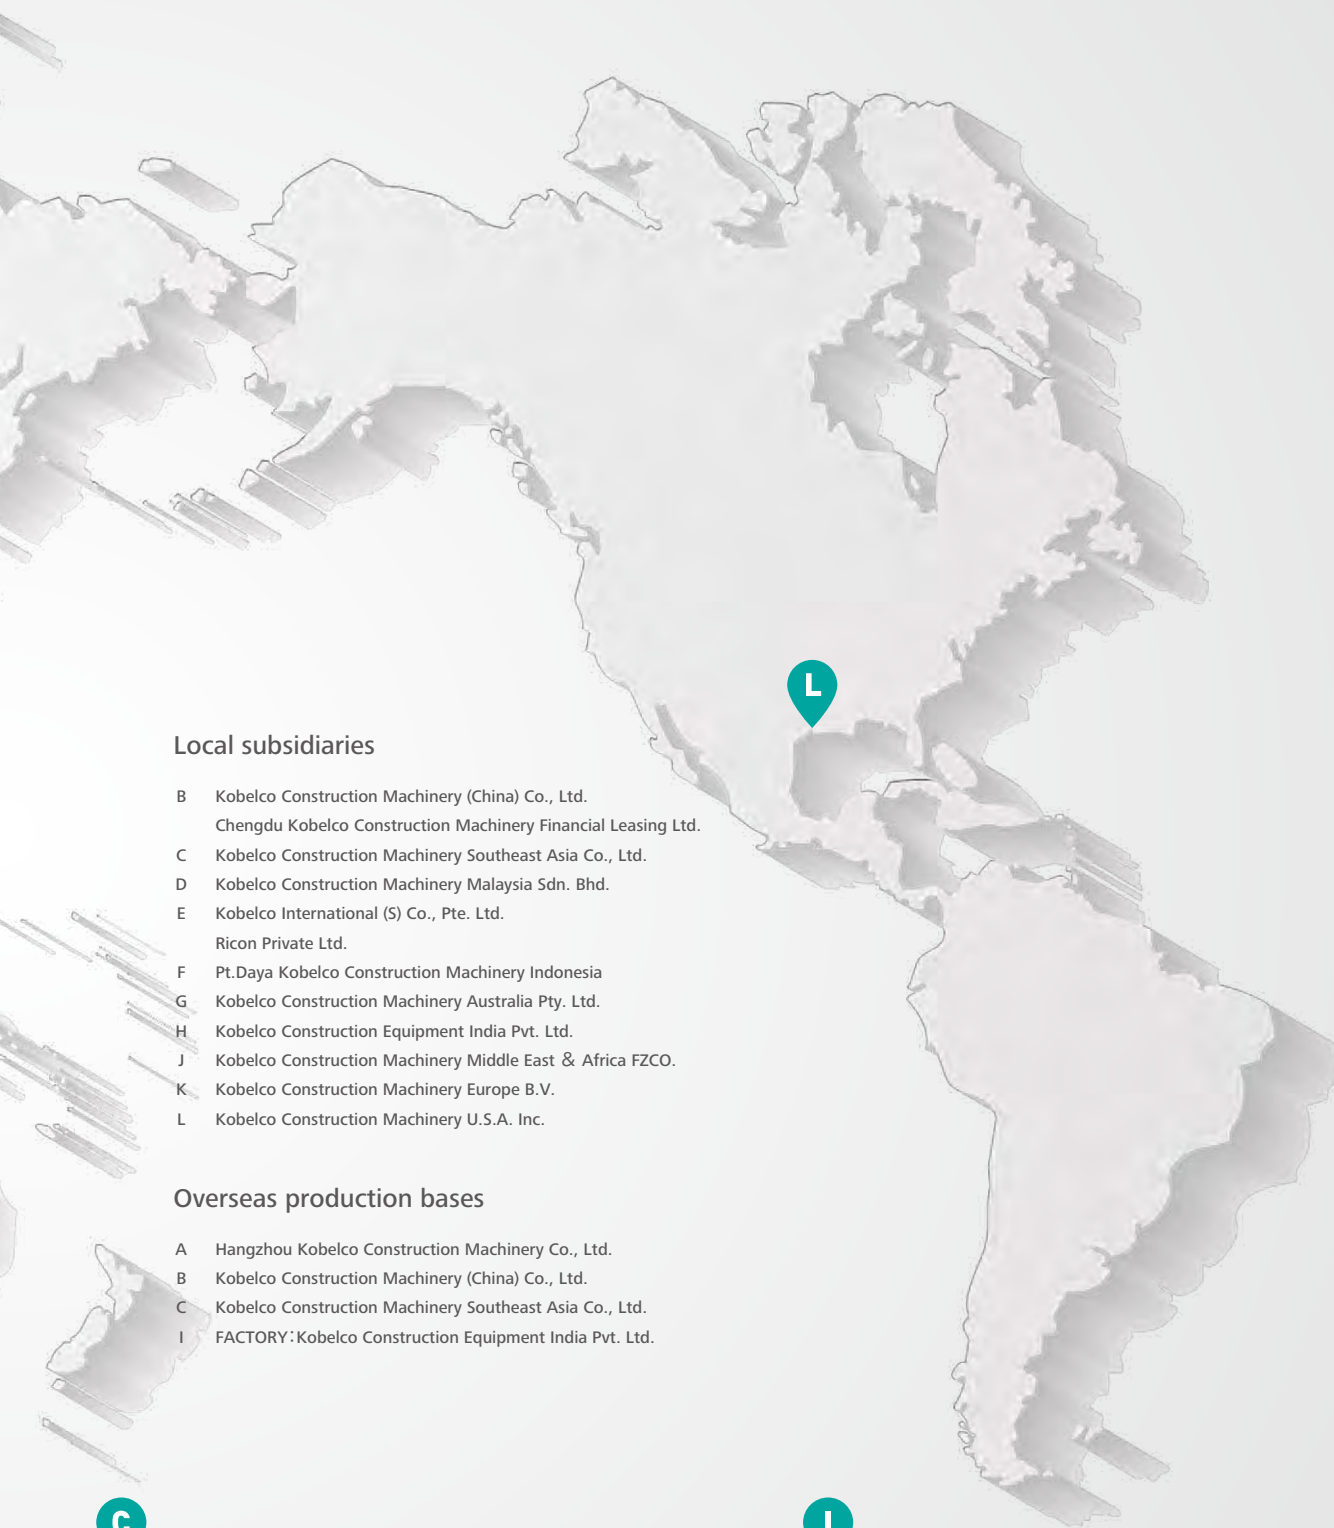 L
Local subsidiaries
B Kobelco Construction Machinery (China) Co., Ltd.
Chengdu Kobelco Construction Machinery Financial Leasing Ltd.
C Kobelco Construction Machinery Southeast Asia Co., Ltd.
D Kobelco Construction Machinery Malaysia Sdn. Bhd.
E Kobelco International (S) Co., Pte. Ltd.
Ricon Private Ltd.
F Pt.Daya Kobelco Construction Machinery Indonesia
G Kobelco Construction Machinery Australia Pty. Ltd.
H Kobelco Construction Equipment India Pvt. Ltd.
J Kobelco Construction Machinery Middle East & Africa FZCO.
K Kobelco Construction Machinery Europe B.V.
L Kobelco Construction Machinery U.S.A. Inc.
Overseas production bases
A Hangzhou Kobelco Construction Machinery Co., Ltd.
B Kobelco Construction Machinery (China) Co., Ltd.
C Kobelco Construction Machinery Southeast Asia Co., Ltd.
I FACTORY：Kobelco Construction Equipment India Pvt. Ltd.
C